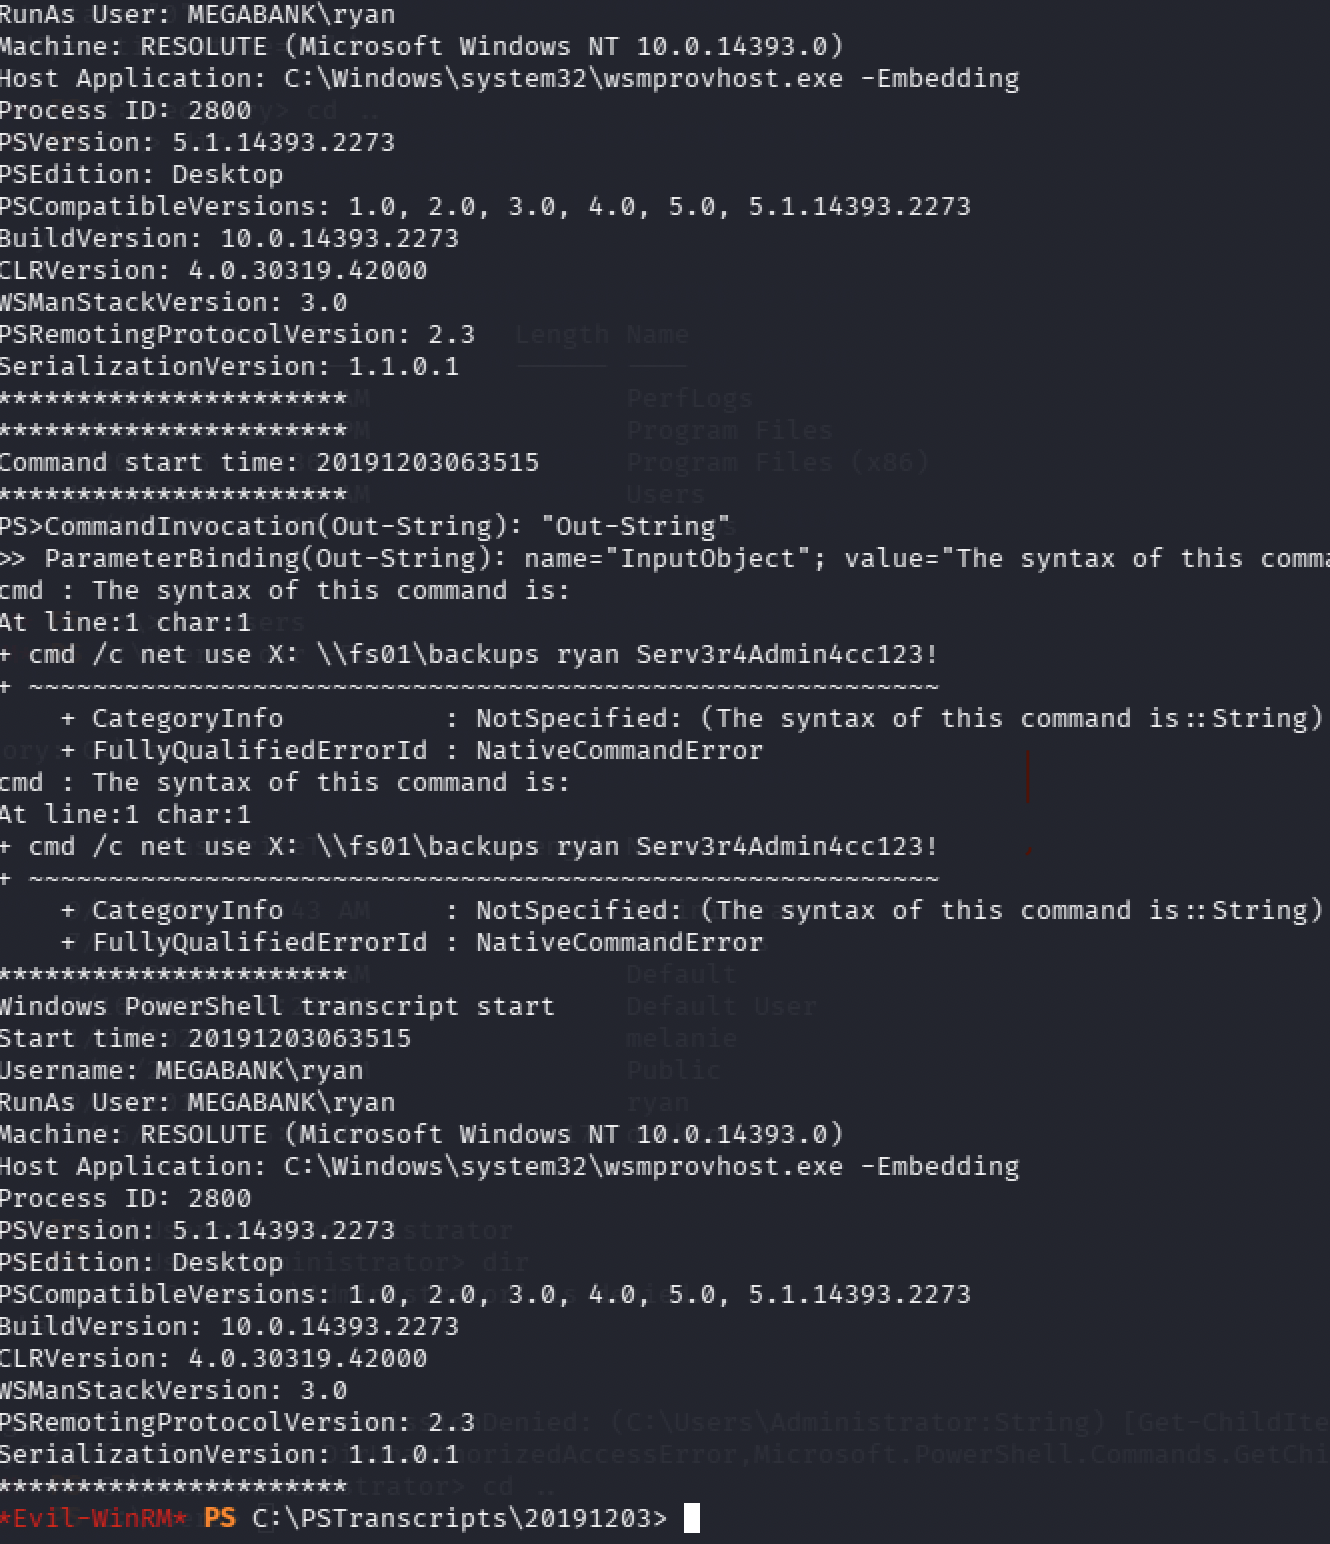 RunAs User: MEGABANK\ryan
Machine: RESOLUTE (Microsoft Windows NT 10.0.14393.0)
Host Application: C:\Windows\system32\wsmprovhost.exe -Embedding
Process ID: 2800
PSVersion: 5.1.14393.2273
PSEdition: Desktop
PSCompatibleVersions: 1.0, 2.0, 3.0, 4.0, 5.0, 5.1.14393.2273
BuildVersion: 10.0.14393.2273
CLRVersion: 4.0.30319.42000
WSManStackVersion: 3.0
PSRemotingProtocolVersion: 2.3
SerializationVersion: 1.1.0.1
**********************
**********************
Command start time: 20191203063515
**********************
PS>CommandInvocation(Out-String): "Out-String"
>> ParameterBinding(Out-String): name="InputObject"; value="The syntax of this comma
cmd : The syntax of this command is:
At line:1 char:1
+ cmd /c net use X: \\fs01\backups ryan Serv3r4Admin4cc123!
+ ~~~~~~~~~~~~~~~~~~~~~~~~~~~~~~~~~~~~~~~~~~~~~~~~~~~~~~~~~
    + CategoryInfo          : NotSpecified: (The syntax of this command is::String)
    + FullyQualifiedErrorId : NativeCommandError
cmd : The syntax of this command is:
At line:1 char:1
+ cmd /c net use X: \\fs01\backups ryan Serv3r4Admin4cc123!
+ ~~~~~~~~~~~~~~~~~~~~~~~~~~~~~~~~~~~~~~~~~~~~~~~~~~~~~~~~~
    + CategoryInfo          : NotSpecified: (The syntax of this command is::String)
    + FullyQualifiedErrorId : NativeCommandError
**********************
Windows PowerShell transcript start
Start time: 20191203063515
Username: MEGABANK\ryan
RunAs User: MEGABANK\ryan
Machine: RESOLUTE (Microsoft Windows NT 10.0.14393.0)
Host Application: C:\Windows\system32\wsmprovhost.exe -Embedding
Process ID: 2800
PSVersion: 5.1.14393.2273
PSEdition: Desktop
PSCompatibleVersions: 1.0, 2.0, 3.0, 4.0, 5.0, 5.1.14393.2273
BuildVersion: 10.0.14393.2273
CLRVersion: 4.0.30319.42000
WSManStackVersion: 3.0
PSRemotingProtocolVersion: 2.3
SerializationVersion: 1.1.0.1
**********************
*Evil-WinRM* PS C:\PSTranscripts\20191203>